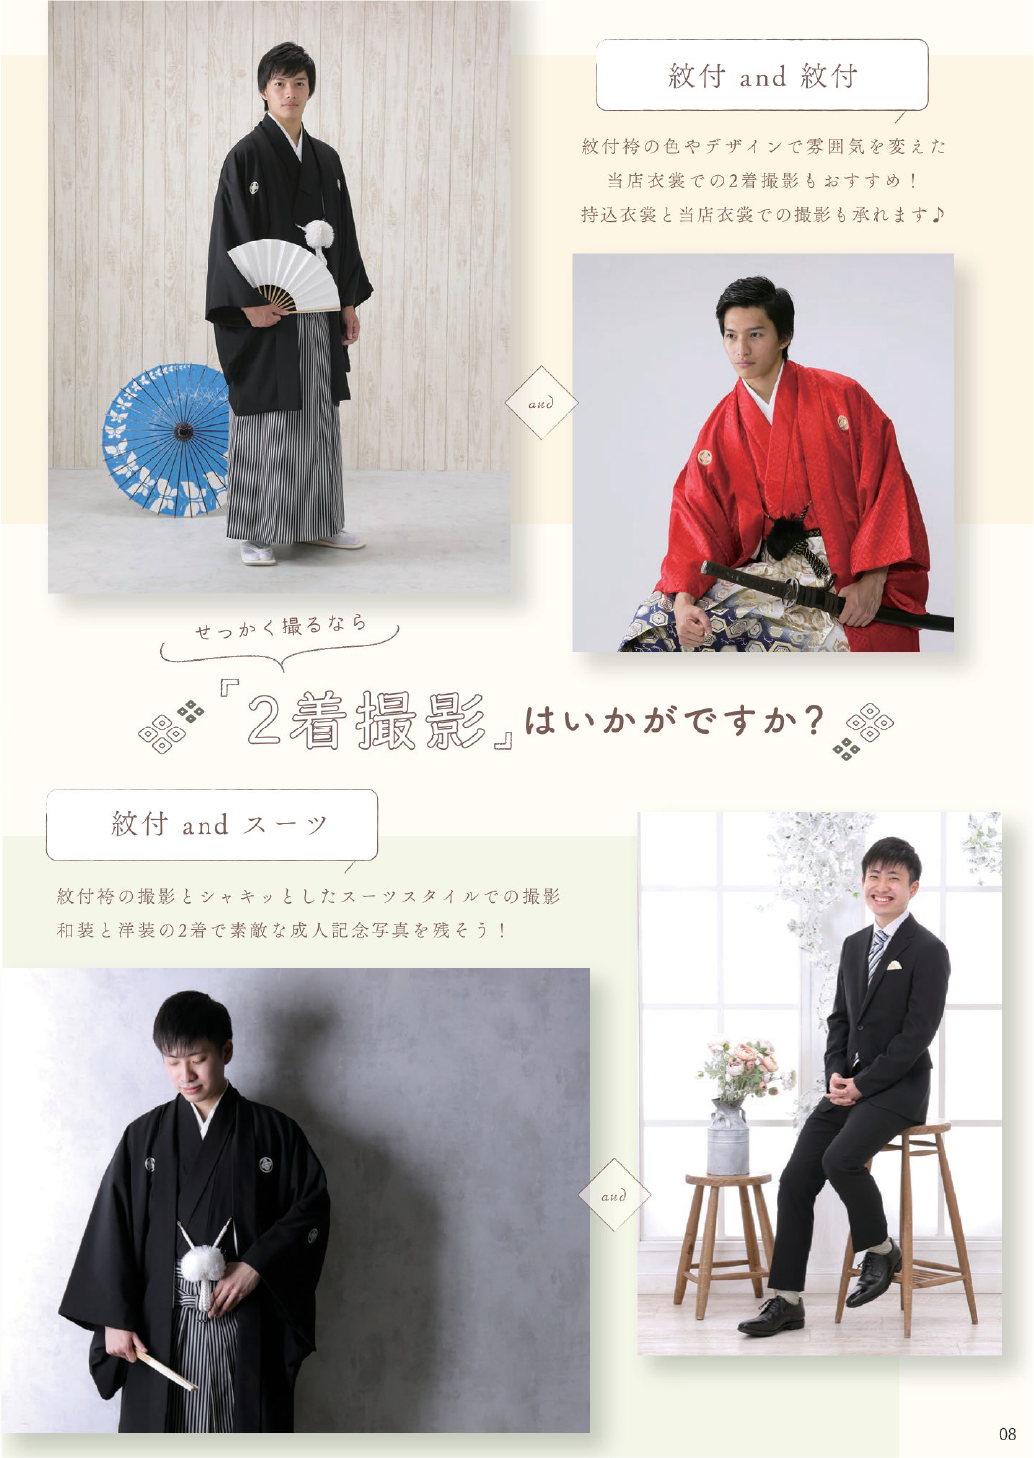 紋付 and 紋付
紋付袴の色やデザインで雰囲気を変えた
当店衣裳での2着撮影もおすすめ！
持込衣裳と当店衣裳での撮影も承れます♪
and
せっかく撮るなら
『2着撮影』はいかがですか？
紋付 and スーツ
紋付袴の撮影とシャキッとしたスーツスタイルでの撮影
和装と洋装の2着で素敵な成人記念写真を残そう！
and
08